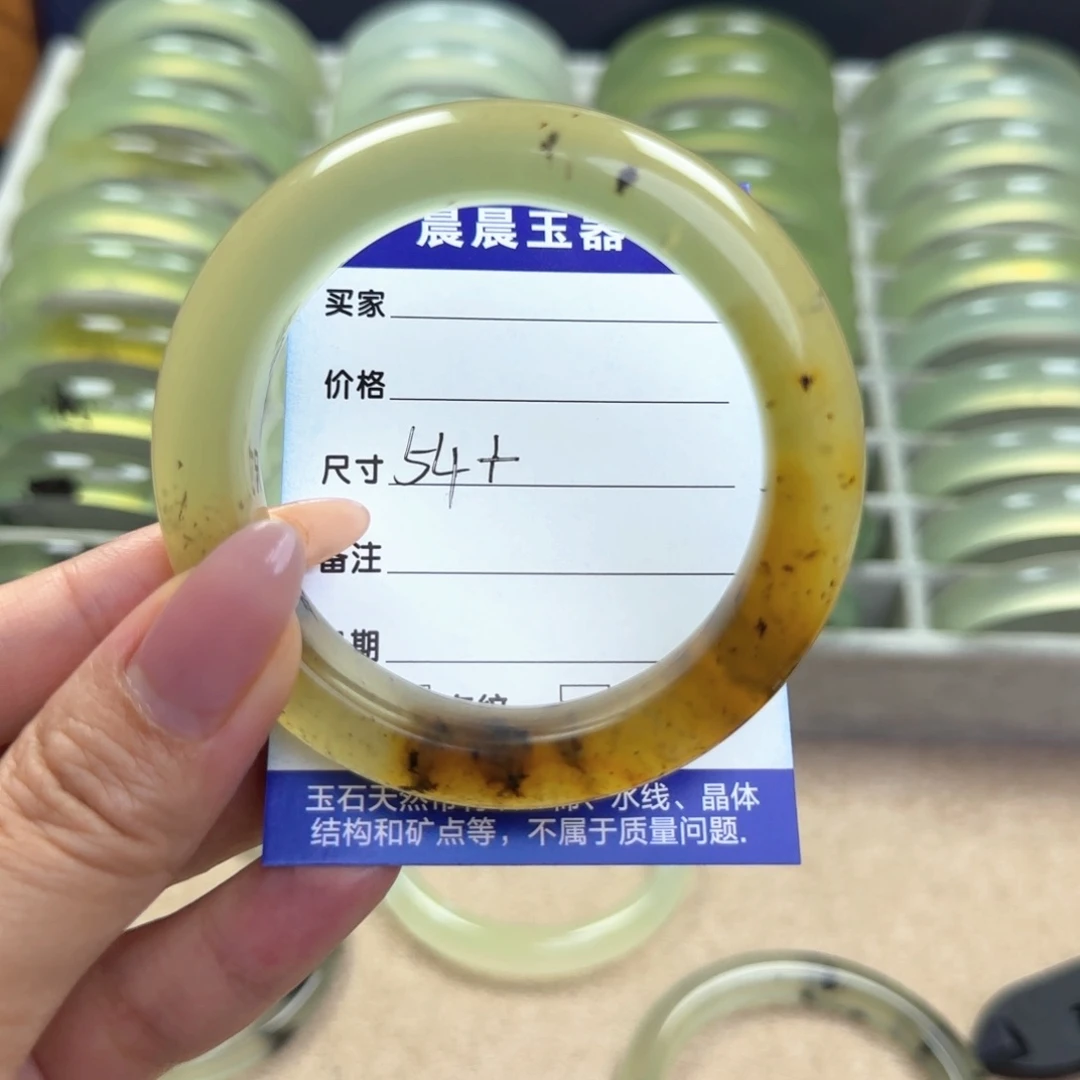 晨晨玉器
买家
价格
尺寸 54+
备注
期
玉石天然带有 、水线、晶体
结构和矿点等，不属于质量问题.